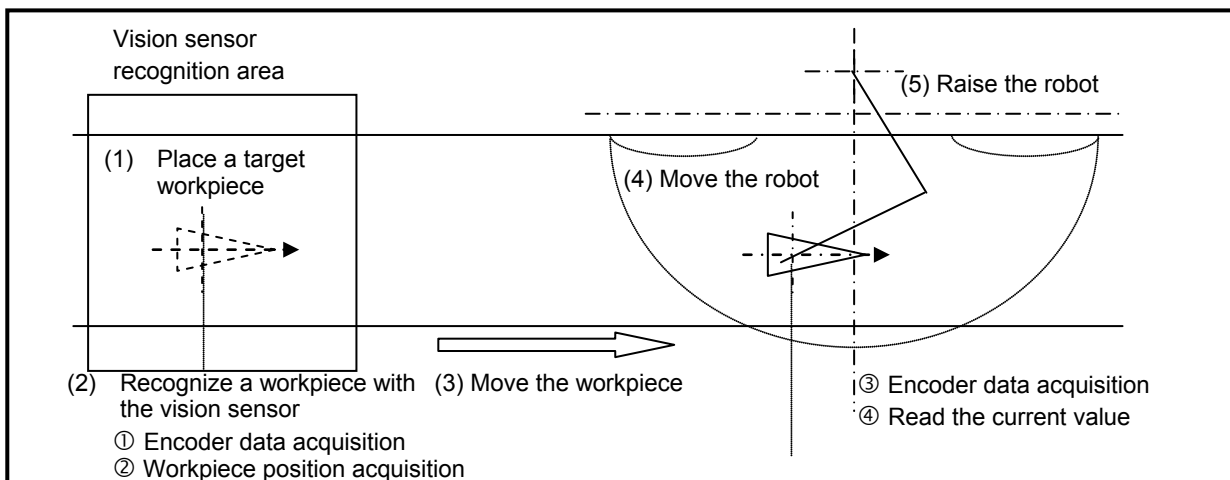 Vision sensor
recognition area
(1) Place a target
workpiece
(2) Recognize a workpiece with
the vision sensor
① Encoder data acquisition
② Workpiece position acquisition
(3) Move the workpiece
(4) Move the robot
(5) Raise the robot
③ Encoder data acquisition
④ Read the current value